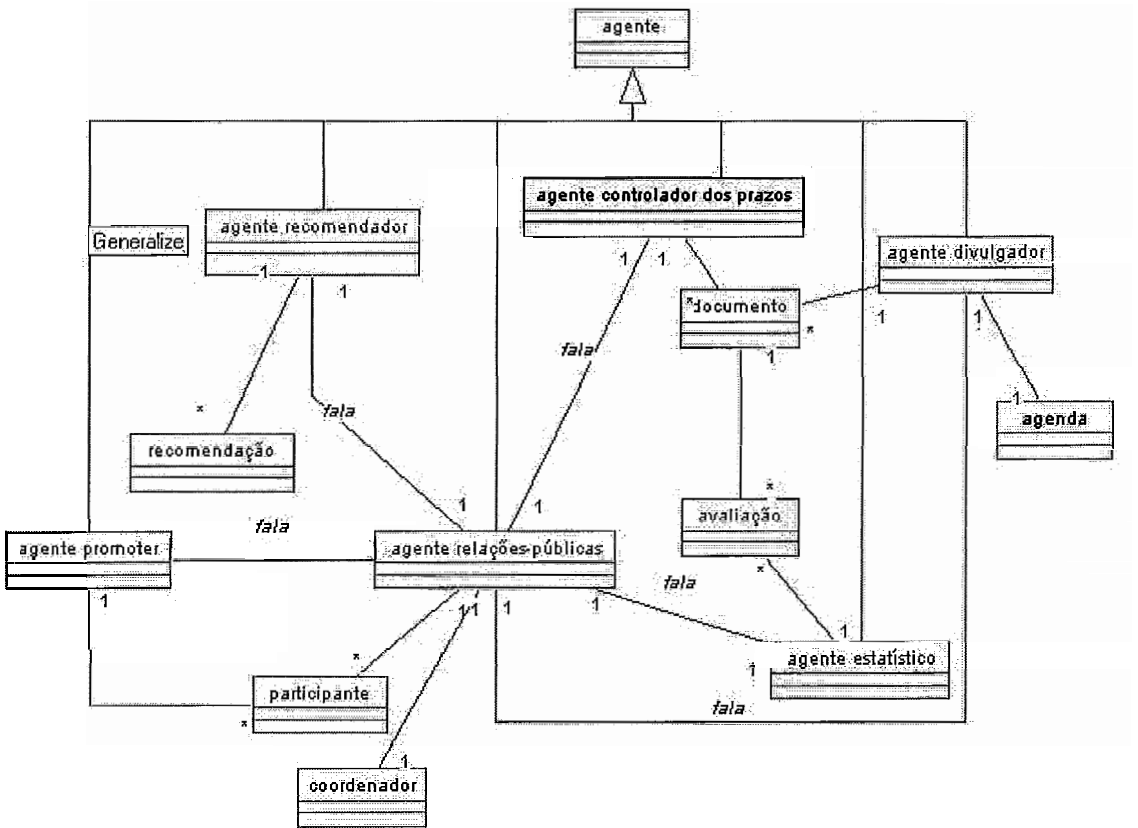 agente
agente controlador dos prazos
agente recomendador
Generalize
agente divulgador
1
1
1
1
*documento
*
1
1
1
fala
1
agenda
*
fala
recomendação
1
1
*
avaliação
fala
agente promoter
agente relações-públicas
*
fala
1
11
1
1
1
agente estatístico
*
1
participante
*
fala
1
coordenador